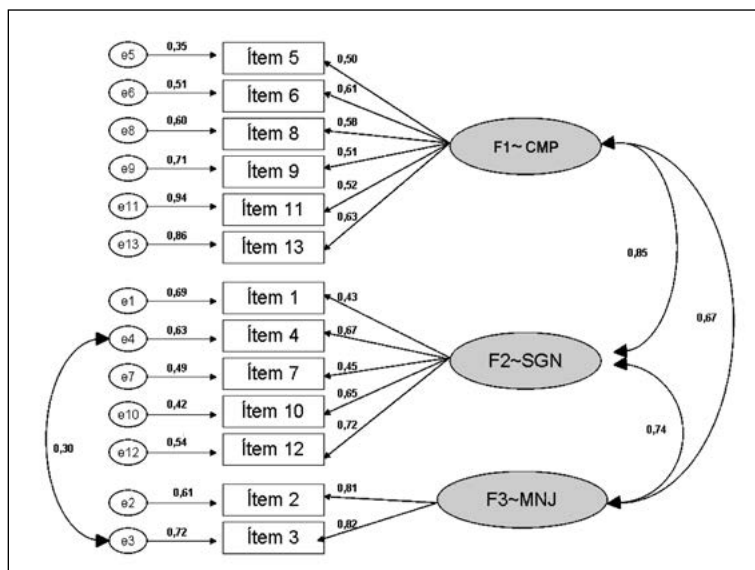 e5 0,35 Ítem 5 0,50
e6 0,51 Ítem 6 0,61
e8 0,60 Ítem 8 0,58
e9 0,71 Ítem 9 0,51
e11 0,94 Ítem 11 0,52
e13 0,86 Ítem 13 0,63
F1~ CMP
0,85
0,67
e1 0,69 Ítem 1 0,43
e4 0,63 Ítem 4 0,67
e7 0,49 Ítem 7 0,45
e10 0,42 Ítem 10 0,65
e12 0,54 Ítem 12 0,72
F2~SGN
0,74
0,30
e2 0,61 Ítem 2 0,81
e3 0,72 Ítem 3 0,82
F3~MNJ